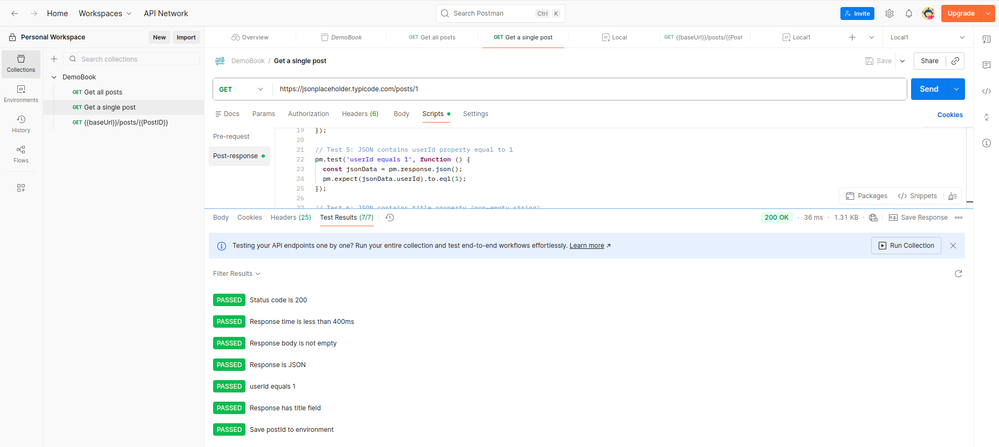 Home Workspaces API Network Search Postman Ctrl K Invite Upgrade
Personal Workspace New Import
Overview DemoBook GET Get all posts GET Get a single post Local GET {{baseUrl}}/posts/{{Post Local1 Local1
Collections
Environments
History
Flows
Search collections
DemoBook
GET Get all posts
GET Get a single post
GET {{baseUrl}}/posts/{{PostID}}
HTTP DemoBook / Get a single post Save Share
GET https://jsonplaceholder.typicode.com/posts/1 Send
Docs Params Authorization Headers (6) Body Scripts Settings Cookies
Pre-request
Post-response
19 });
20
21 // Test 5: JSON contains userId property equal to 1
22 pm.test('userId equals 1', function () {
23 const jsonData = pm.response.json();
24 pm.expect(jsonData.userId).to.eql(1);
25 });
26
27 // Test 6: JSON contains title property (non-empty string)
Packages Snippets
Body Cookies Headers (25) Test Results (7/7) 200 OK 36 ms 1.31 KB e.g. Save Response
Testing your API endpoints one by one? Run your entire collection and test end-to-end workflows effortlessly. Learn more Run Collection
Filter Results
PASSED Status code is 200
PASSED Response time is less than 400ms
PASSED Response body is not empty
PASSED Response is JSON
PASSED userId equals 1
PASSED Response has title field
PASSED Save postId to environment